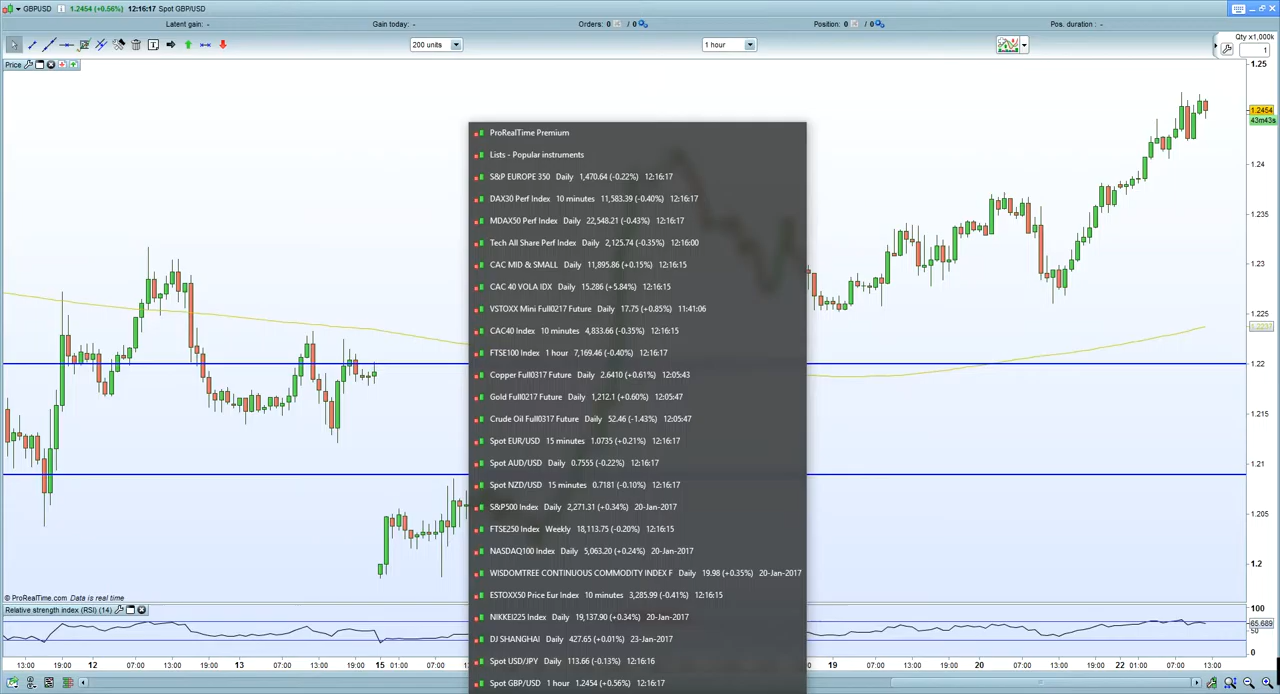 GBPUSD 1.2454 (+0.56%) 12:16:17 Spot GBP/USD
Latent gain: - Gain today: - Orders: 0 / 0 Position: 0 / 0 Pos. duration : -
200 units 1 hour Qty x1,000k
1
Price
1.25
1.2454
43m43s
1.24
1.235
1.23
1.225
1.2237
1.22
1.215
1.21
1.205
1.2
ProRealTime Premium
Lists - Popular instruments
S&P EUROPE 350 Daily 1,470.64 (-0.22%) 12:16:17
DAX30 Perf Index 10 minutes 11,583.39 (-0.40%) 12:16:17
MDAX50 Perf Index Daily 22,548.21 (-0.43%) 12:16:17
Tech All Share Perf Index Daily 2,125.74 (-0.35%) 12:16:00
CAC MID & SMALL Daily 11,895.86 (+0.15%) 12:16:15
CAC 40 VOLA IDX Daily 15.286 (+5.84%) 12:16:15
VSTOXX Mini Full0217 Future Daily 17.75 (+0.85%) 11:41:06
CAC40 Index 10 minutes 4,833.66 (-0.35%) 12:16:15
FTSE100 Index 1 hour 7,169.46 (-0.40%) 12:16:17
Copper Full0317 Future Daily 2.6410 (+0.61%) 12:05:43
Gold Full0217 Future Daily 1,212.1 (+0.60%) 12:05:47
Crude Oil Full0317 Future Daily 52.46 (-1.43%) 12:05:47
Spot EUR/USD 15 minutes 1.0735 (+0.21%) 12:16:17
Spot AUD/USD Daily 0.7555 (-0.22%) 12:16:17
Spot NZD/USD 15 minutes 0.7181 (-0.10%) 12:16:17
S&P500 Index Daily 2,271.31 (+0.34%) 20-Jan-2017
FTSE250 Index Weekly 18,113.75 (-0.20%) 12:16:15
NASDAQ100 Index Daily 5,063.20 (+0.24%) 20-Jan-2017
WISDOMTREE CONTINUOUS COMMODITY INDEX F Daily 19.98 (+0.35%) 20-Jan-2017
ESTOXX50 Price Eur Index 10 minutes 3,285.99 (-0.41%) 12:16:15
NIKKEI225 Index Daily 19,137.90 (+0.34%) 20-Jan-2017
DJ SHANGHAI Daily 427.65 (+0.01%) 23-Jan-2017
Spot USD/JPY Daily 113.66 (-0.13%) 12:16:16
Spot GBP/USD 1 hour 1.2454 (+0.56%) 12:16:17
© ProRealTime.com Data is real time
Relative strength index (RSI) (14)
100
65.689
50
0
13:00 19:00 12 07:00 13:00 19:00 13 07:00 13:00 19:00 15 01:00 07:00 19 07:00 13:00 19:00 20 07:00 13:00 19:00 22 01:00 07:00 13:00